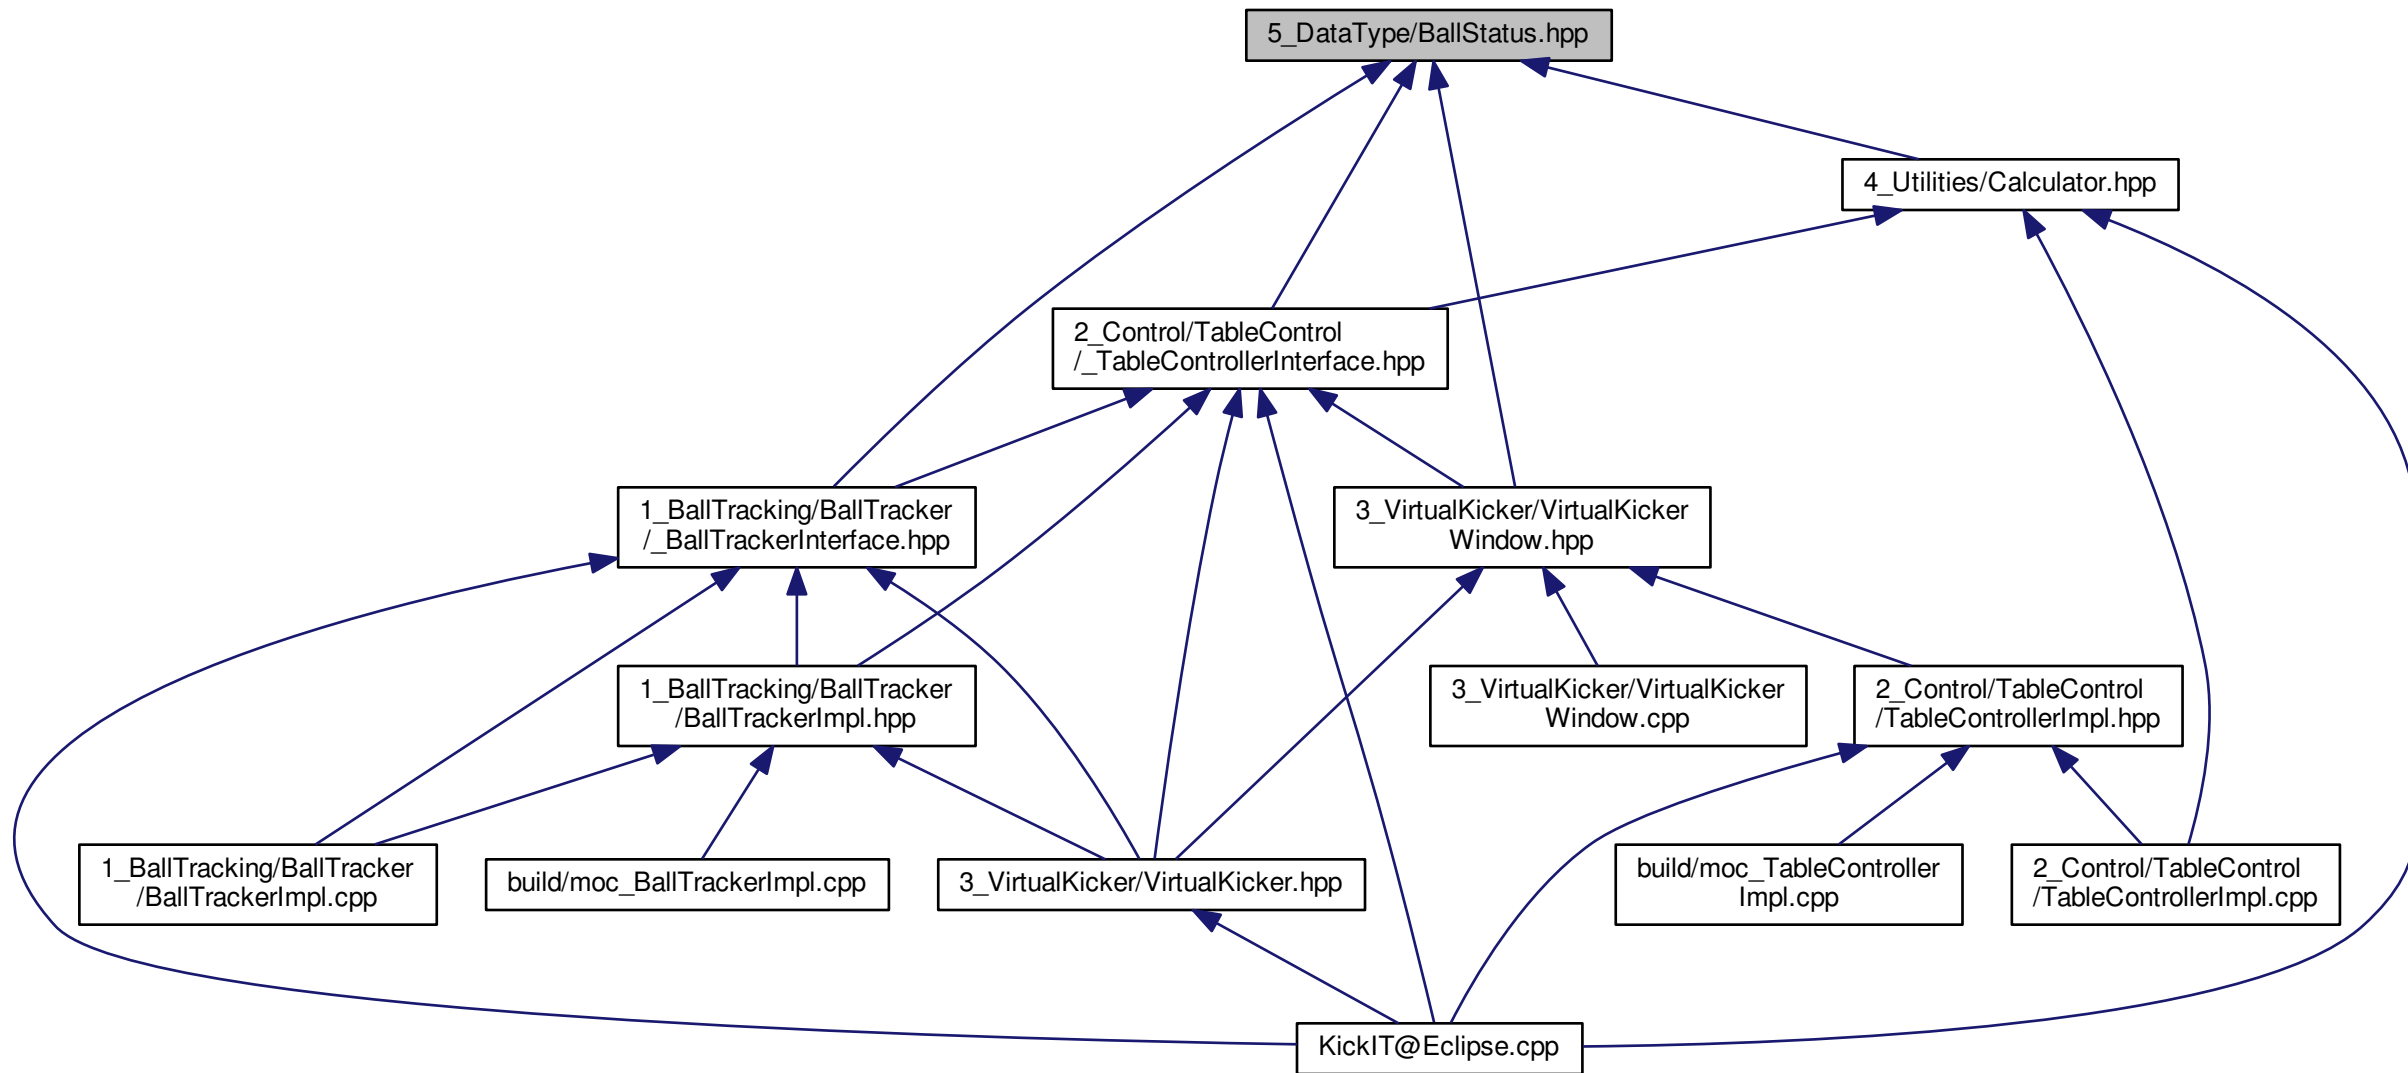 5_DataType/BallStatus.hpp
4_Utilities/Calculator.hpp
2_Control/TableControl
/_TableControllerInterface.hpp
1_BallTracking/BallTracker
/_BallTrackerInterface.hpp
3_VirtualKicker/VirtualKicker
Window.hpp
1_BallTracking/BallTracker
/BallTrackerImpl.hpp
3_VirtualKicker/VirtualKicker
Window.cpp
2_Control/TableControl
/TableControllerImpl.hpp
1_BallTracking/BallTracker
/BallTrackerImpl.cpp
build/moc_BallTrackerImpl.cpp
3_VirtualKicker/VirtualKicker.hpp
build/moc_TableController
Impl.cpp
2_Control/TableControl
/TableControllerImpl.cpp
KickIT@Eclipse.cpp